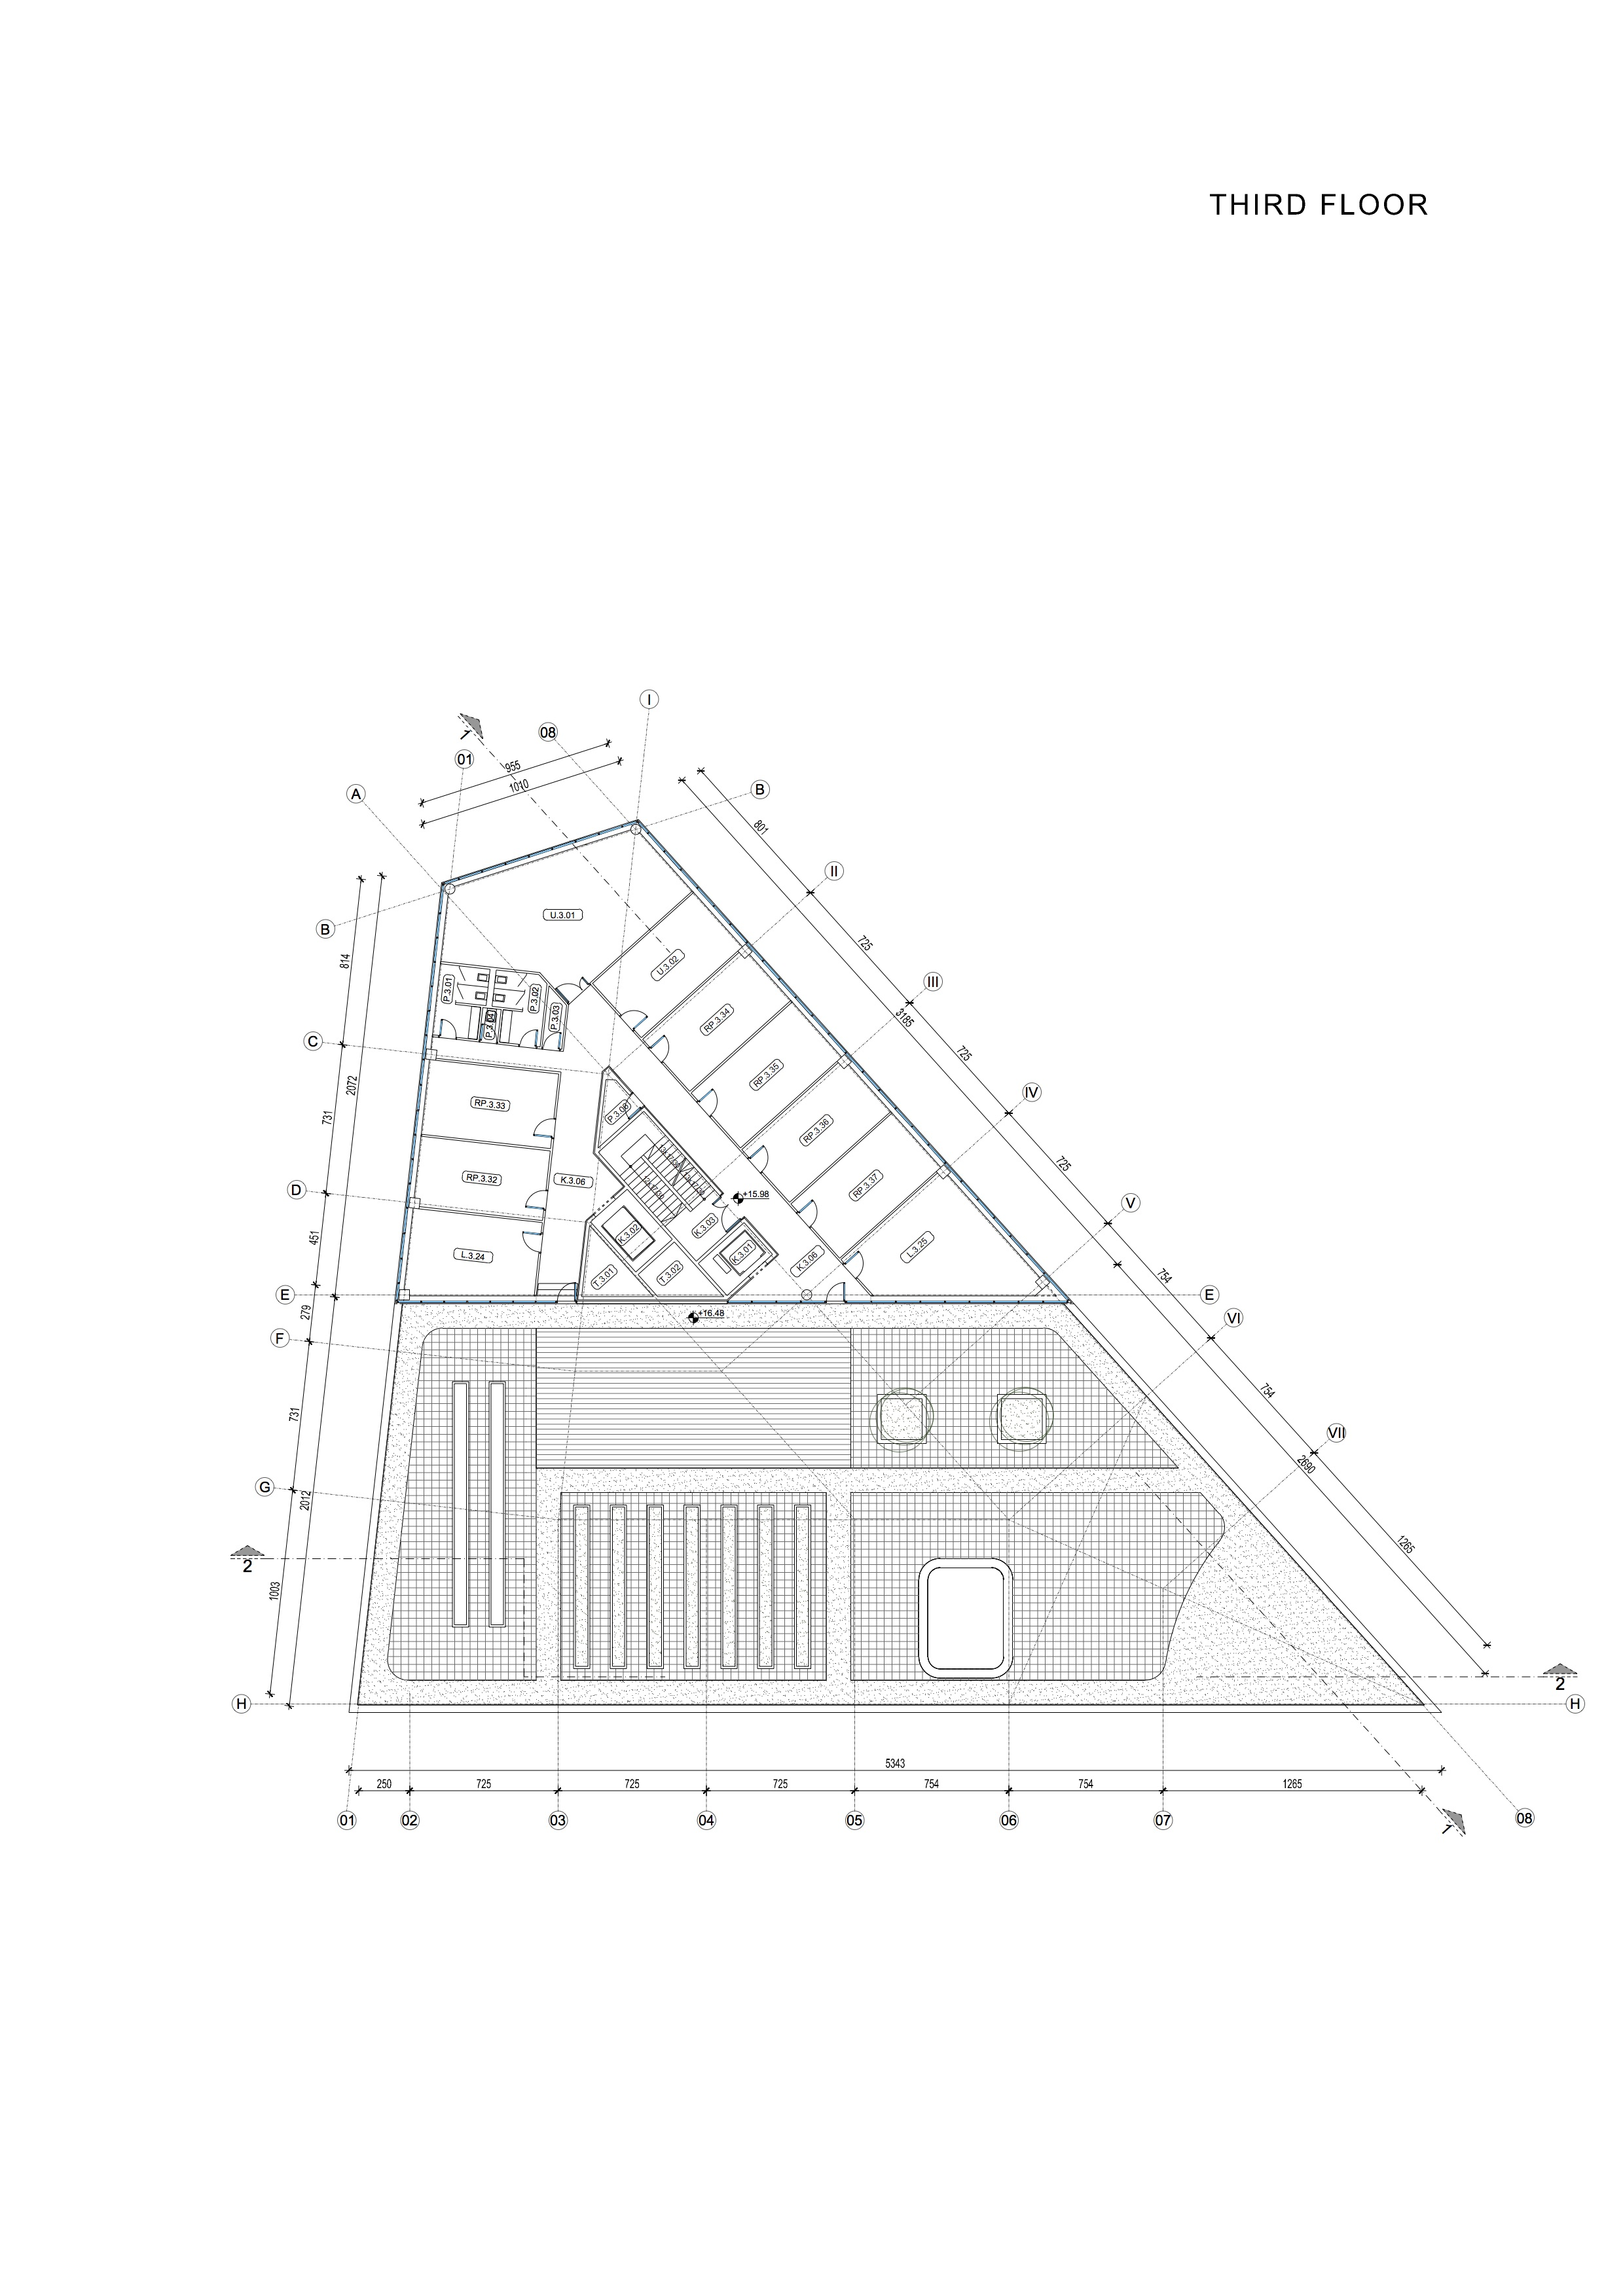 THIRD FLOOR
I
1
08
01
955
1010
A
B
801
II
U.3.01
B
814
725
III
U.3.02
P.3.01
P.3.02
P.3.03
P.3.04
3185
RP.3.34
C
725
2072
RP.3.35
IV
RP.3.33
P.3.08
731
RP.3.36
725
RP.3.32
K.3.06
D
RP.3.37
+15.98
V
K.3.02
K.3.03
451
L.3.24
K.3.01
L.3.25
K.3.06
T.3.01
T.3.02
754
E
E
279
+16.48
VI
F
754
731
VII
2690
G
2012
1265
2
1003
2
H
H
5343
250
725
725
725
754
754
1265
01
02
03
04
05
06
07
1
08